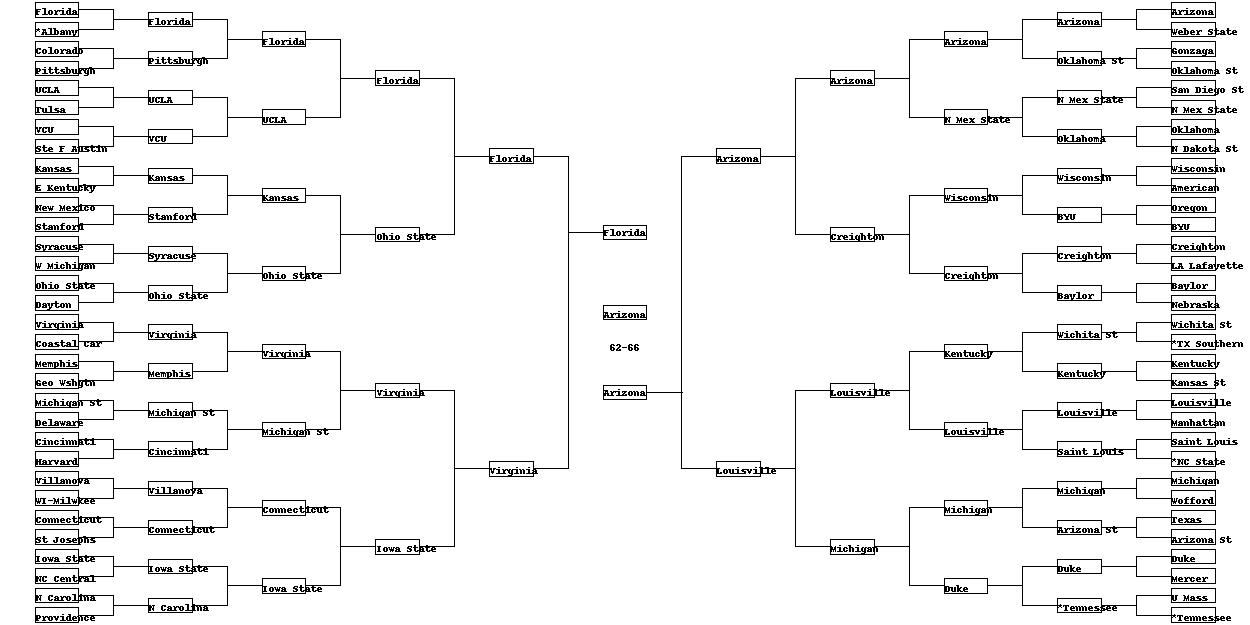 Florida
*Albany
Colorado
Pittsburgh
UCLA
Tulsa
VCU
Ste F Austin
Kansas
E Kentucky
New Mexico
Stanford
Syracuse
W Michigan
Ohio State
Dayton
Virginia
Coastal Car
Memphis
Geo Wshgtn
Michigan St
Delaware
Cincinnati
Harvard
Villanova
WI-Milwkee
Connecticut
St Josephs
Iowa State
NC Central
N Carolina
Providence
Florida
Pittsburgh
UCLA
VCU
Kansas
Stanford
Syracuse
Ohio State
Virginia
Memphis
Michigan St
Cincinnati
Villanova
Connecticut
Iowa State
N Carolina
Florida
UCLA
Kansas
Ohio State
Virginia
Michigan St
Connecticut
Iowa State
Florida
Ohio State
Virginia
Iowa State
Florida
Virginia
Florida
Arizona
62-66
Arizona
Arizona
Louisville
Arizona
Creighton
Louisville
Michigan
Arizona
N Mex State
Wisconsin
Creighton
Kentucky
Louisville
Michigan
Duke
Arizona
Oklahoma St
N Mex State
Oklahoma
Wisconsin
BYU
Creighton
Baylor
Wichita St
Kentucky
Louisville
Saint Louis
Michigan
Arizona St
Duke
*Tennessee
Arizona
Weber State
Gonzaga
Oklahoma St
San Diego St
N Mex State
Oklahoma
N Dakota St
Wisconsin
American
Oregon
BYU
Creighton
LA Lafayette
Baylor
Nebraska
Wichita St
*TX Southern
Kentucky
Kansas St
Louisville
Manhattan
Saint Louis
*NC State
Michigan
Wofford
Texas
Arizona St
Duke
Mercer
U Mass
*Tennessee